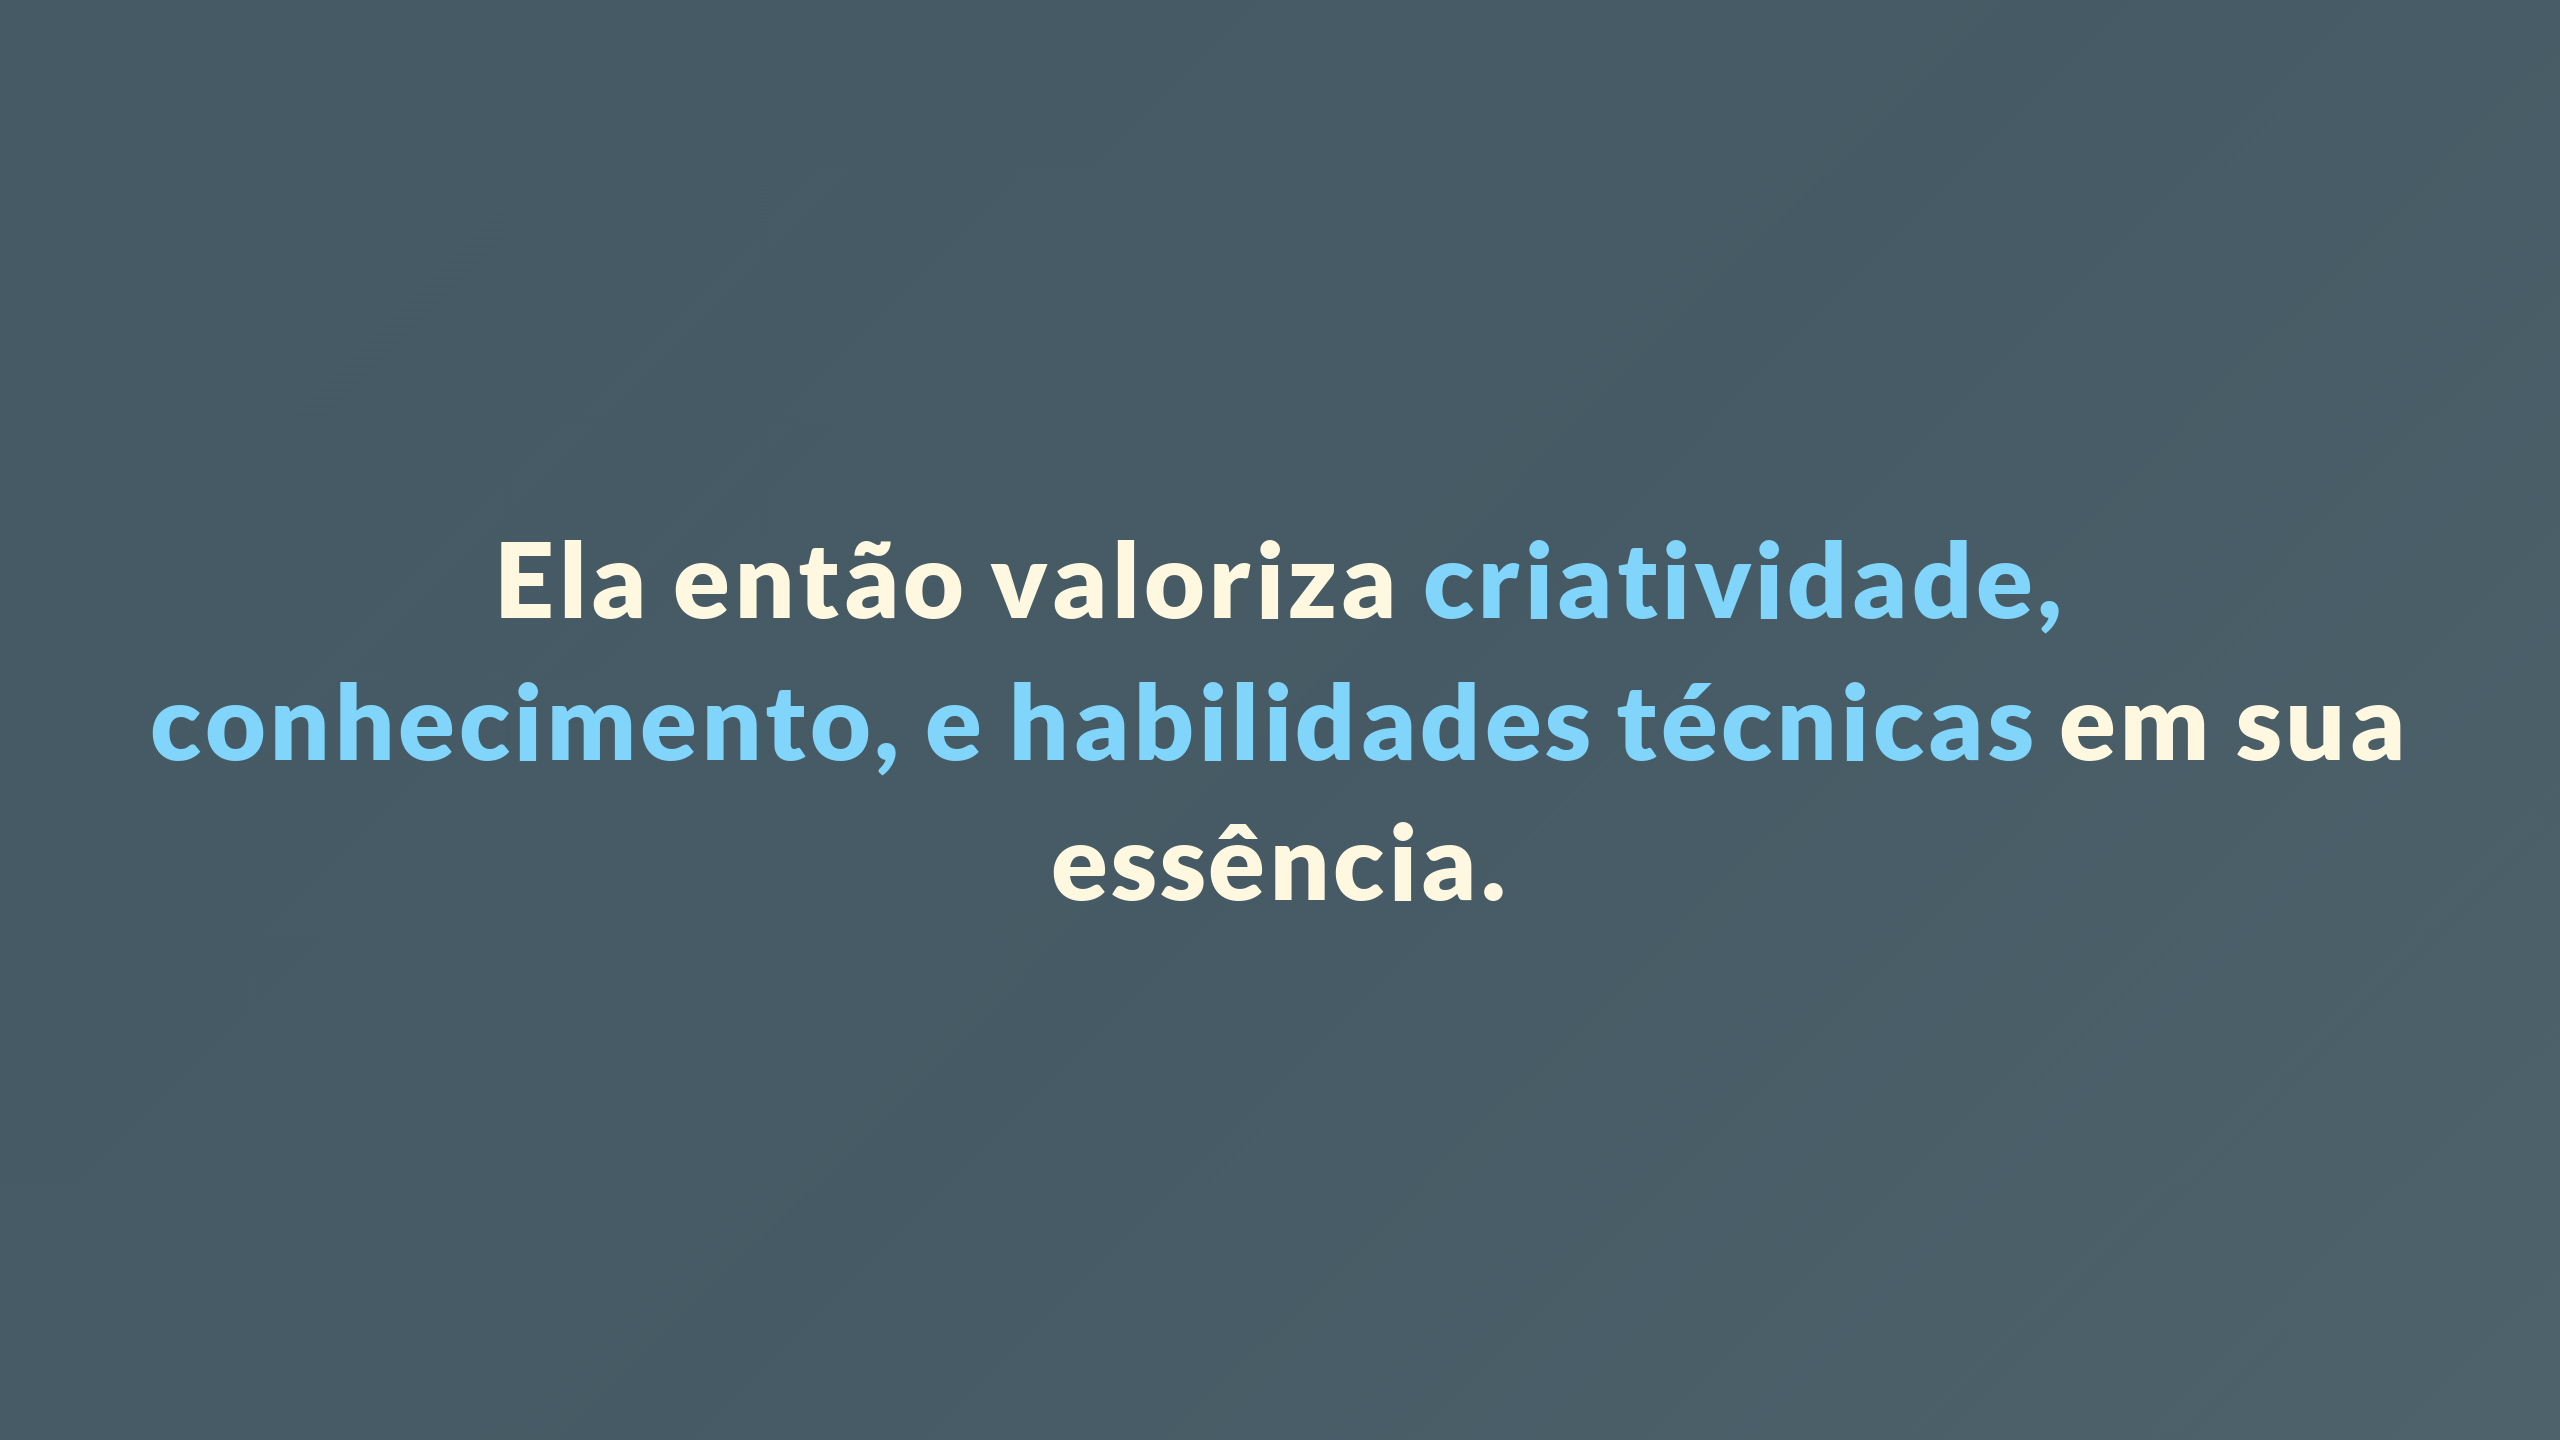 Ela então valoriza criatividade,
conhecimento, e habilidades técnicas em sua
essência.